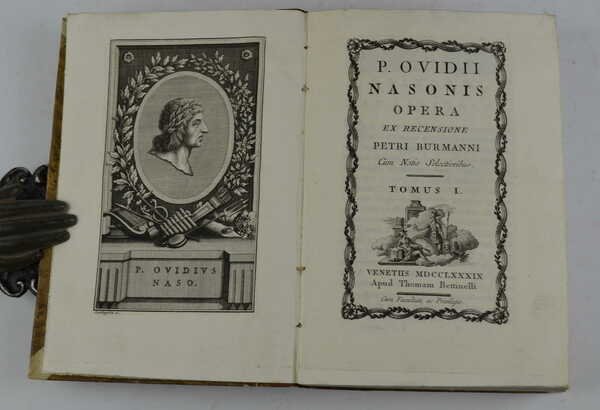 P. OVIDIVS
NASO.
P. OVIDII
NASONIS
OPERA
EX RECENSIONE
PETRI BURMANNI
Cum Notis Selectioribus.
TOMUS I.
VENETIIS MDCCLXXXIX
Apud Thomam Bettinelli
Cum Facultate, ac Privilegio